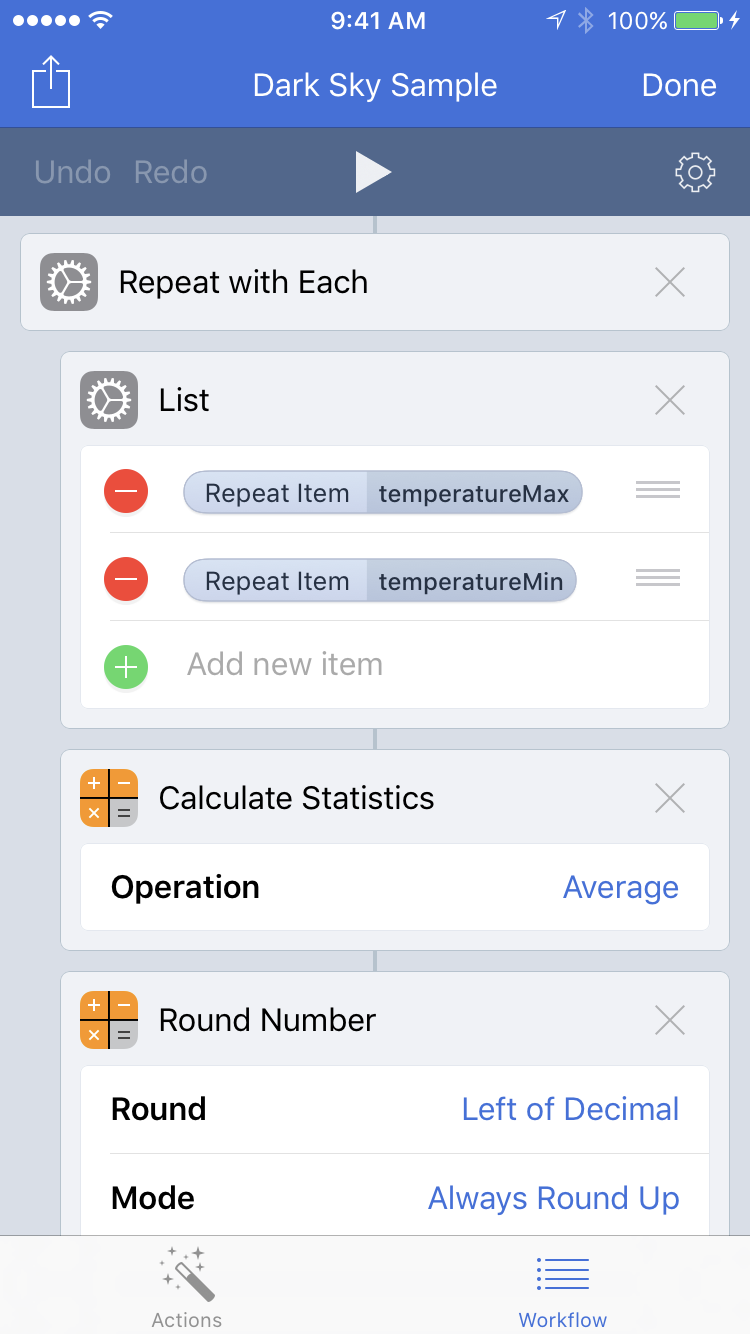 9:41 AM 100%
Dark Sky Sample Done
Undo Redo
Repeat with Each
List
Repeat Item temperatureMax
Repeat Item temperatureMin
Add new item
Calculate Statistics
Operation Average
Round Number
Round Left of Decimal
Mode Always Round Up
Actions Workflow